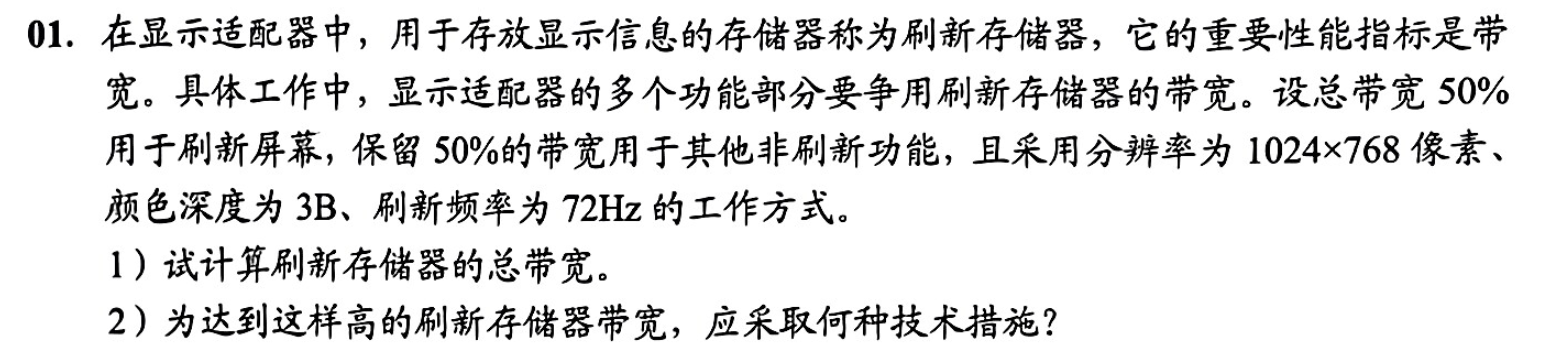 01. 在显示适配器中，用于存放显示信息的存储器称为刷新存储器，它的重要性能指标是带
宽。具体工作中，显示适配器的多个功能部分要争用刷新存储器的带宽。设总带宽 50%
用于刷新屏幕，保留 50%的带宽用于其他非刷新功能，且采用分辨率为 1024×768 像素、
颜色深度为 3B、刷新频率为 72Hz 的工作方式。
1）试计算刷新存储器的总带宽。
2）为达到这样高的刷新存储器带宽，应采取何种技术措施？